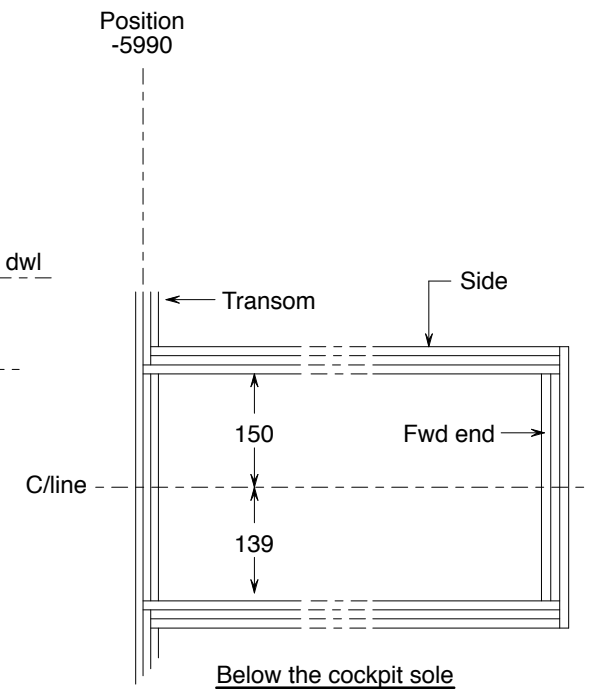 Position
-5990
dwl
Side
Transom
150
Fwd end
C/line
139
Below the cockpit sole